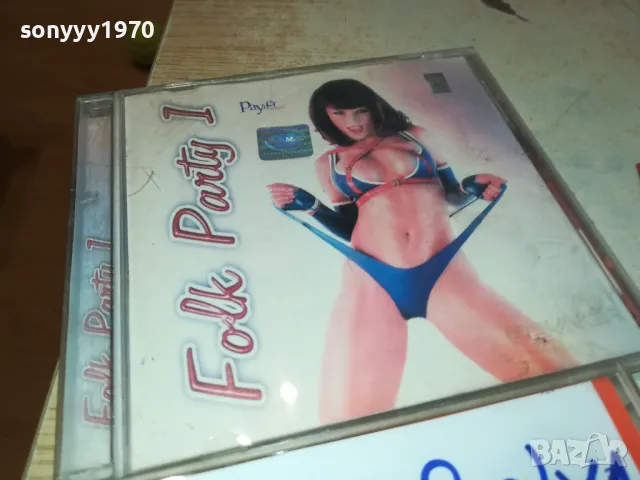 sonyyy1970
Payner
Folk Party 1
Folk Party 1
M
BAZAR